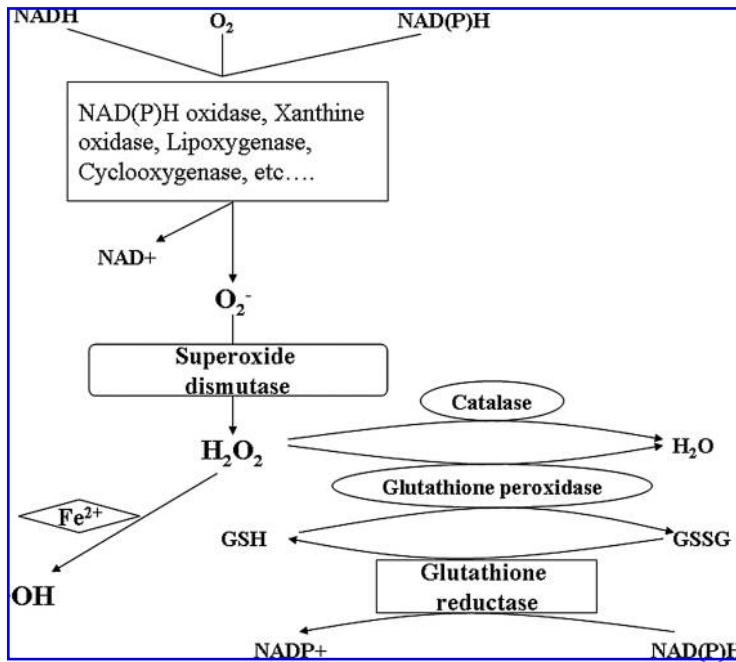 NADH
O₂
NAD(P)H
NAD(P)H oxidase, Xanthine
oxidase, Lipoxygenase,
Cyclooxygenase, etc....
NAD+
O₂⁻
Superoxide
dismutase
Catalase
H₂O₂
H₂O
Glutathione peroxidase
Fe²⁺
GSH
GSSG
Glutathione
reductase
OH
NADP+
NAD(P)H